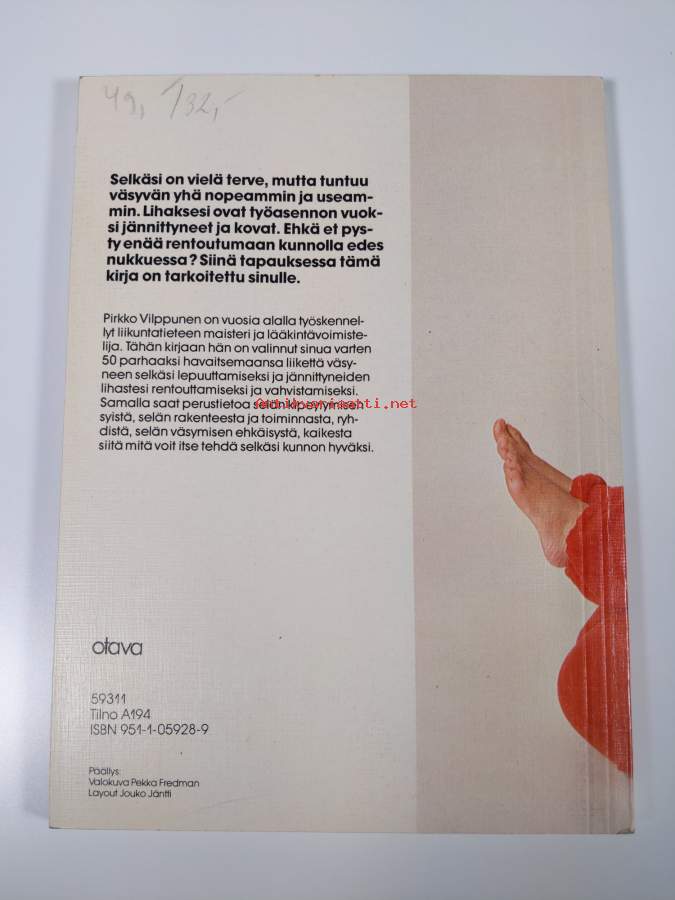 49, 132,-
Selkäsi on vielä terve, mutta tuntuu
väsyvän yhä nopeammin ja useam-
min. Lihaksesi ovat työasennon vuok-
si jännittyneet ja kovat. Ehkä et pys-
ty enää rentoutumaan kunnolla edes
nukkuessa? Siinä tapauksessa tämä
kirja on tarkoitettu sinulle.
Pirkko Vilppunen on vuosia alalla työskennel-
lyt liikuntatieteen maisteri ja lääkintävoimiste-
lija. Tähän kirjaan hän on valinnut sinua varten
50 parhaaksi havaitsemaansa liikettä väsy-
neen selkäsi lepuuttamiseksi ja jännittyneiden
lihastesi rentouttamiseksi ja vahvistamiseksi.
Samalla saat perustietoa selän kipeytymisen
syistä, selän rakenteesta ja toiminnasta, ryh-
distä, selän väsymisen ehkäisystä, kaikesta
siitä mitä voit itse tehdä selkäsi kunnon hyväksi.
otava
59311
Tilno A194
ISBN 951-1-05928-9
Päällys:
Valokuva Pekka Fredman
Layout Jouko Jäntti